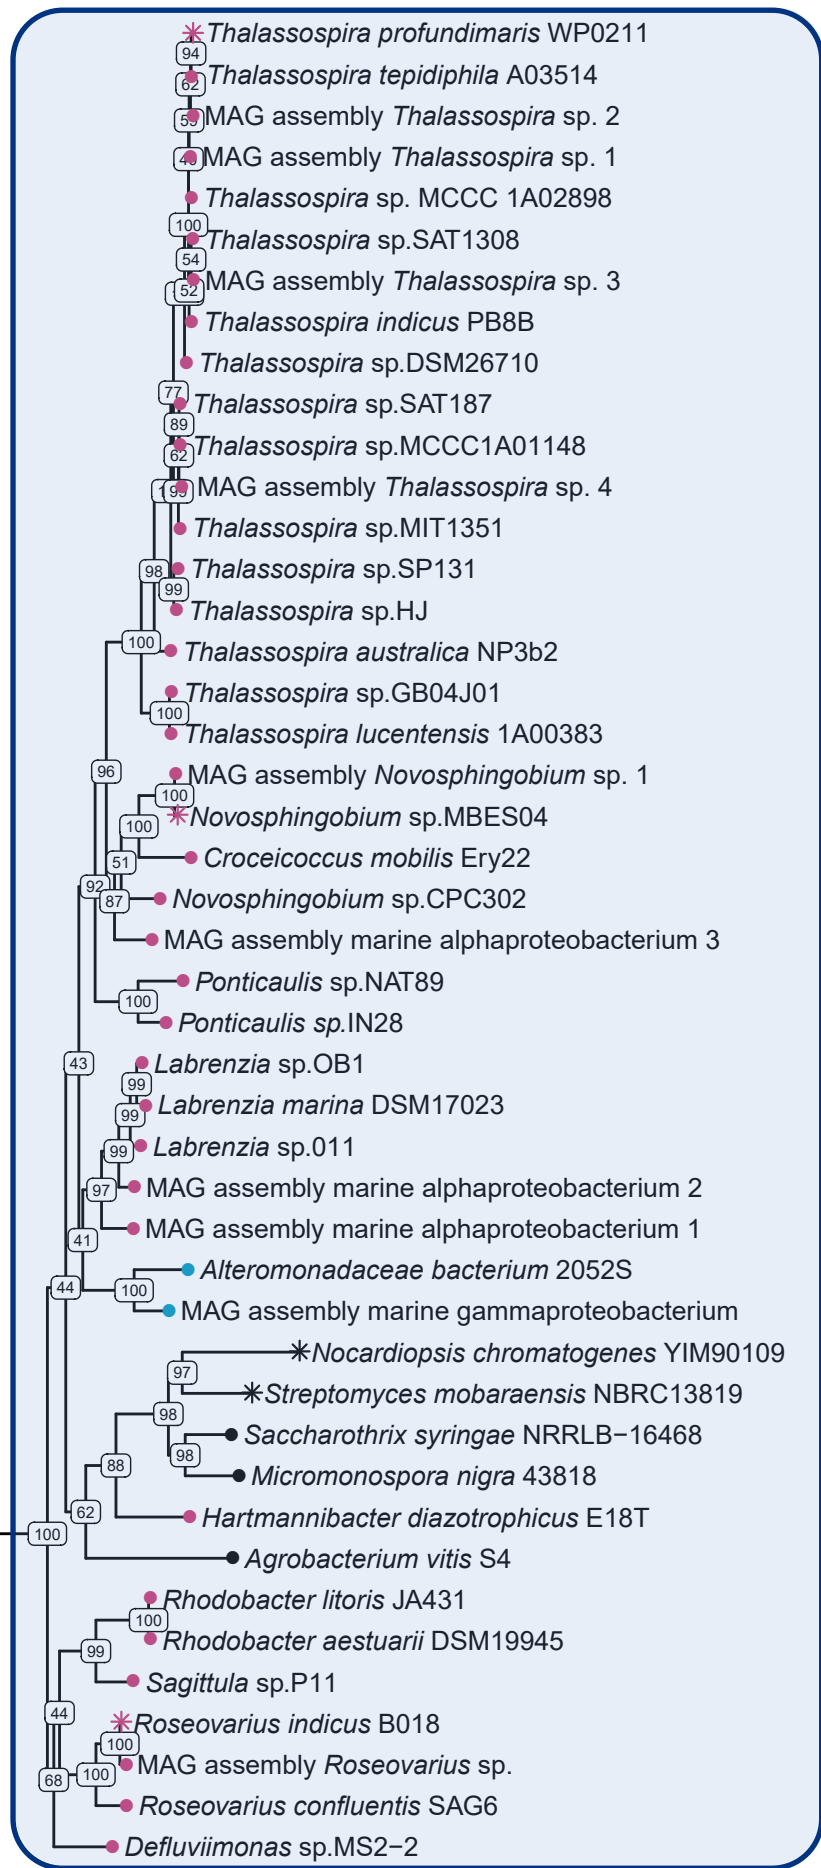 Thalassospira profundimaris WP0211
94
Thalassospira tepidiphila A03514
62
MAG assembly Thalassospira sp. 2
MAG assembly Thalassospira sp. 1
Thalassospira sp. MCCC 1A02898
100
Thalassospira sp.SAT1308
54
MAG assembly Thalassospira sp. 3
52
Thalassospira indicus PB8B
Thalassospira sp.DSM26710
77
Thalassospira sp.SAT187
89
Thalassospira sp.MCCC1A01148
62
MAG assembly Thalassospira sp. 4
Thalassospira sp.MIT1351
98
Thalassospira sp.SP131
99
Thalassospira sp.HJ
100
Thalassospira australica NP3b2
Thalassospira sp.GB04J01
100
Thalassospira lucentensis 1A00383
96
MAG assembly Novosphingobium sp. 1
100
Novosphingobium sp.MBES04
100
Croceicoccus mobilis Ery22
51
92
87
Novosphingobium sp.CPC302
MAG assembly marine alphaproteobacterium 3
Ponticaulis sp.NAT89
100
Ponticaulis sp.IN28
43
Labrenzia sp.OB1
99
Labrenzia marina DSM17023
99
Labrenzia sp.011
99
MAG assembly marine alphaproteobacterium 2
97
MAG assembly marine alphaproteobacterium 1
41
Alteromonadaceae bacterium 2052S
44
100
MAG assembly marine gammaproteobacterium
Nocardiopsis chromatogenes YIM90109
97
Streptomyces mobaraensis NBRC13819
98
Saccharothrix syringae NRRLB−16468
98
88
Micromonospora nigra 43818
62
Hartmannibacter diazotrophicus E18T
100
Agrobacterium vitis S4
Rhodobacter litoris JA431
100
Rhodobacter aestuarii DSM19945
99
Sagittula sp.P11
44
Roseovarius indicus B018
100
MAG assembly Roseovarius sp.
68
100
Roseovarius confluentis SAG6
Defluviimonas sp.MS2−2